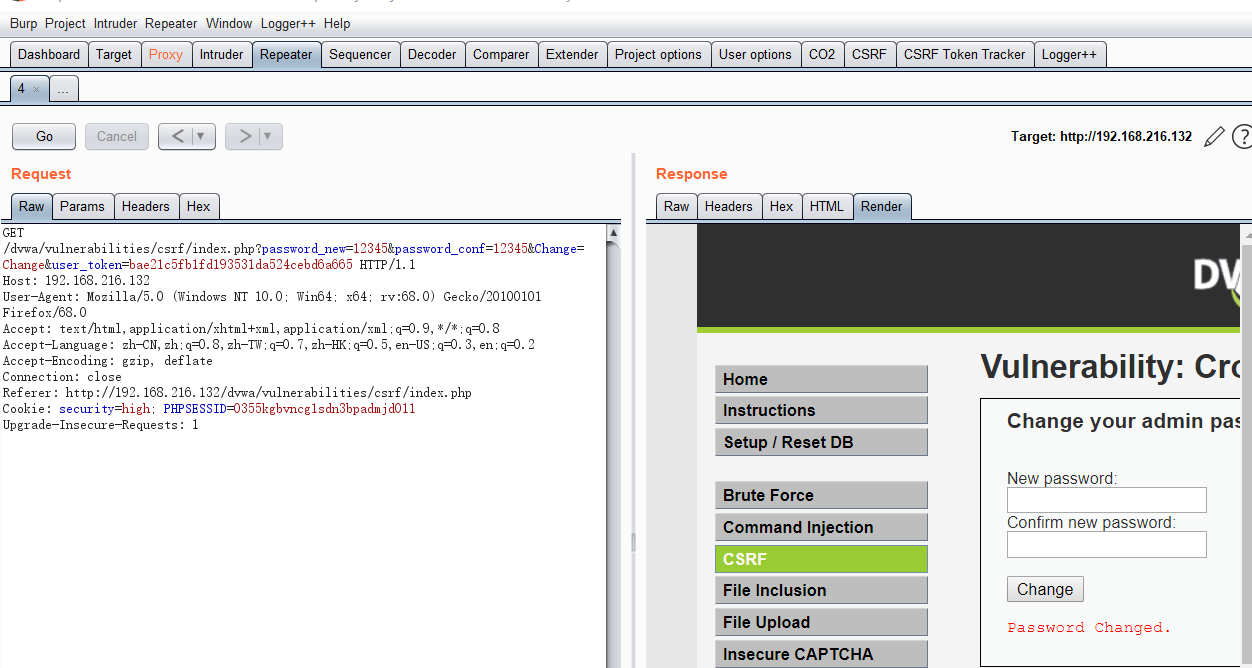 Burp Project Intruder Repeater Window Logger++ Help
Dashboard Target Proxy Intruder Repeater Sequencer Decoder Comparer Extender Project options User options CO2 CSRF CSRF Token Tracker Logger++
4 × ...
Go Cancel < ▼ > ▼ Target: http://192.168.216.132 ?
Request
Raw Params Headers Hex
GET
/dvwa/vulnerabilities/csrf/index.php?password_new=12345&password_conf=12345&Change=
Change&user_token=bae21c5fb1fd193531da524cebd6a665 HTTP/1.1
Host: 192.168.216.132
User-Agent: Mozilla/5.0 (Windows NT 10.0; Win64; x64; rv:68.0) Gecko/20100101
Firefox/68.0
Accept: text/html,application/xhtml+xml,application/xml;q=0.9,*/*;q=0.8
Accept-Language: zh-CN,zh;q=0.8,zh-TW;q=0.7,zh-HK;q=0.5,en-US;q=0.3,en;q=0.2
Accept-Encoding: gzip, deflate
Connection: close
Referer: http://192.168.216.132/dvwa/vulnerabilities/csrf/index.php
Cookie: security=high; PHPSESSID=0355kgbvncg1sdn3bpadmjd011
Upgrade-Insecure-Requests: 1
Response
Raw Headers Hex HTML Render
DV
Home
Instructions
Setup / Reset DB
Brute Force
Command Injection
CSRF
File Inclusion
File Upload
Insecure CAPTCHA
Vulnerability: Cro
Change your admin pas
New password:
Confirm new password:
Change
Password Changed.